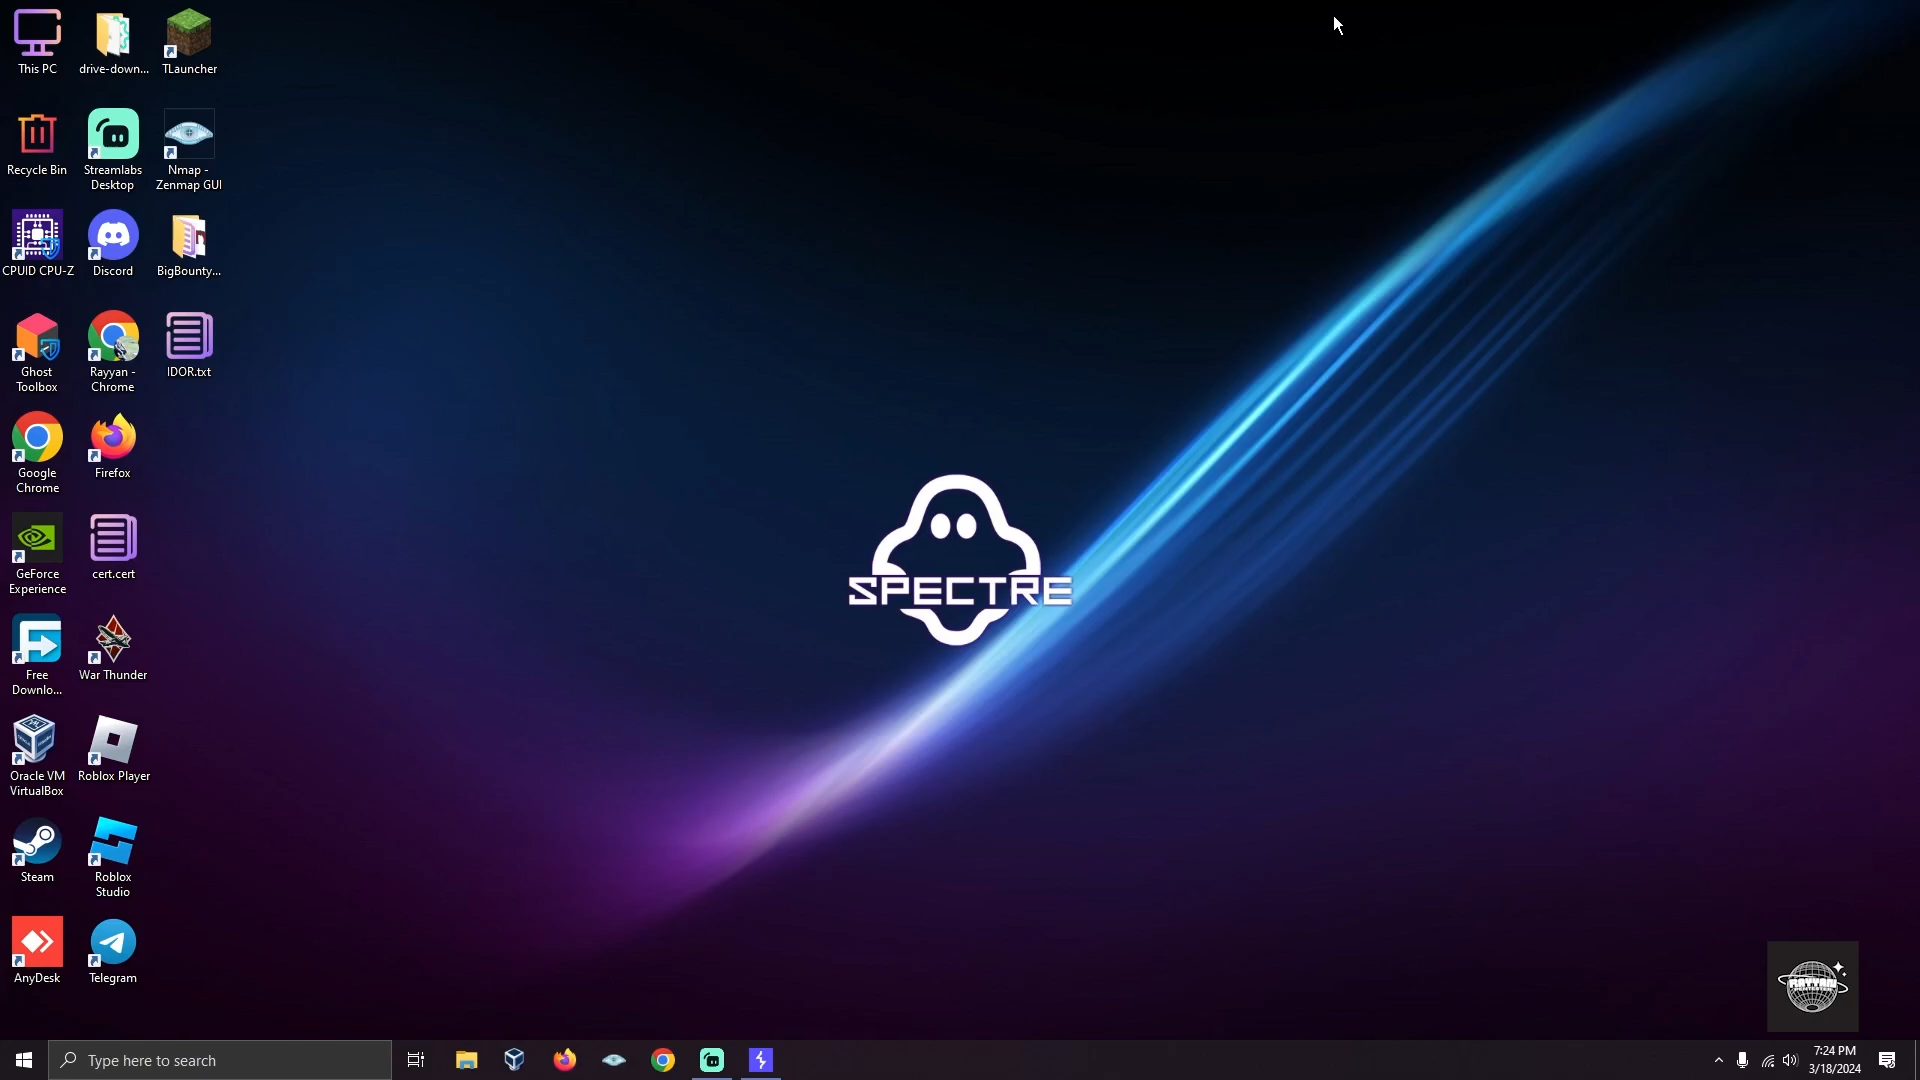 This PC
drive-down...
TLauncher
Recycle Bin
Streamlabs
Desktop
Nmap -
Zenmap GUI
CPUID CPU-Z
Discord
BigBounty...
Ghost
Toolbox
Rayyan -
Chrome
IDOR.txt
Google
Chrome
Firefox
GeForce
Experience
cert.cert
Free
Downlo...
War Thunder
Oracle VM
VirtualBox
Roblox Player
Steam
Roblox
Studio
AnyDesk
Telegram
SPECTRE
RAYYAN
Type here to search
7:24 PM
3/18/2024